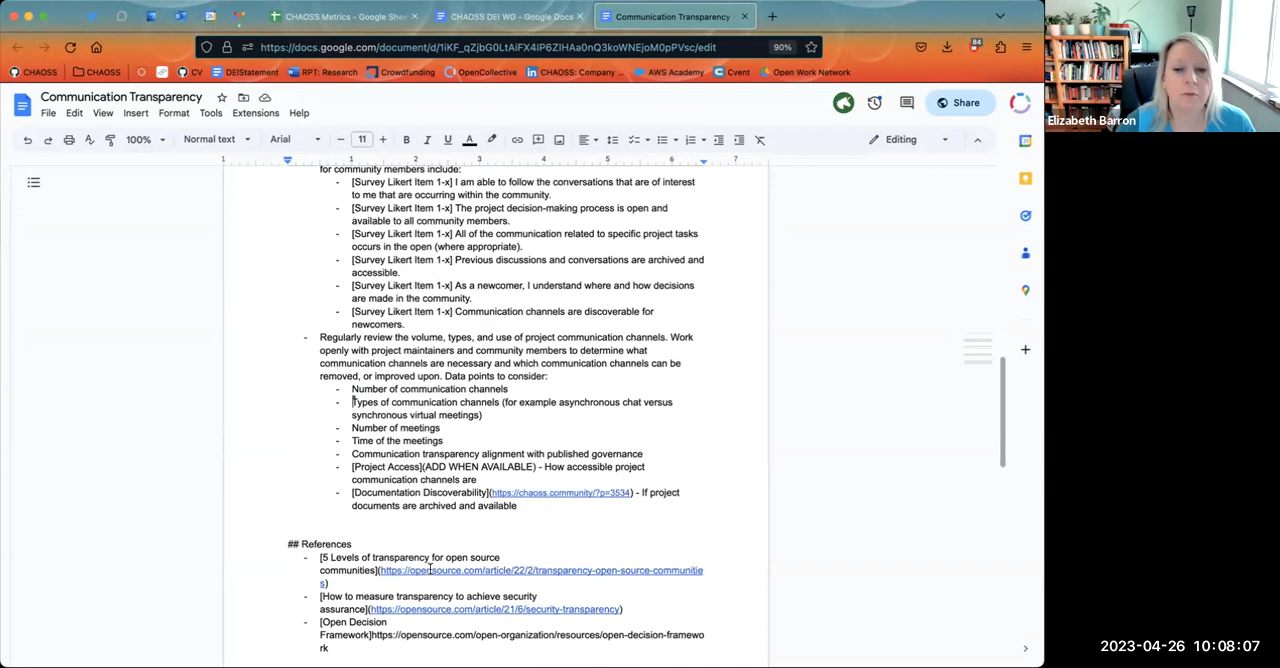 CHAOSS Metrics - Google She
CHAOSS DEI WG - Google Docs
Communication Transparency -
https://docs.google.com/document/d/1iKF_qZjbG0LtAiFX4IP6ZIHAa0nQ3koWNEjoM0pPVsc/edit
90%
84
CHAOSS
CHAOSS
CV
DEIStatement
RPT: Research
Crowdfunding
OpenCollective
CHAOSS: Company ...
AWS Academy
Cvent
Open Work Network
Elizabeth Barron
Communication Transparency
File Edit View Insert Format Tools Extensions Help
Share
100% Normal text Arial 11 B I U A Editing
1 1 2 3 4 5 6 7
for community members include:
- [Survey Likert Item 1-x] I am able to follow the conversations that are of interest
to me that are occurring within the community.
- [Survey Likert Item 1-x] The project decision-making process is open and
available to all community members.
- [Survey Likert Item 1-x] All of the communication related to specific project tasks
occurs in the open (where appropriate).
- [Survey Likert Item 1-x] Previous discussions and conversations are archived and
accessible.
- [Survey Likert Item 1-x] As a newcomer, I understand where and how decisions
are made in the community.
- [Survey Likert Item 1-x] Communication channels are discoverable for
newcomers.
- Regularly review the volume, types, and use of project communication channels. Work
openly with project maintainers and community members to determine what
communication channels are necessary and which communication channels can be
removed, or improved upon. Data points to consider:
- Number of communication channels
- Types of communication channels (for example asynchronous chat versus
synchronous virtual meetings)
- Number of meetings
- Time of the meetings
- Communication transparency alignment with published governance
- [Project Access](ADD WHEN AVAILABLE) - How accessible project
communication channels are
- [Documentation Discoverability](https://chaoss.community/?p=3534) - If project
documents are archived and available
## References
- [5 Levels of transparency for open source
communities](https://opensource.com/article/22/2/transparency-open-source-communitie
s)
- [How to measure transparency to achieve security
assurance](https://opensource.com/article/21/6/security-transparency)
- [Open Decision
Framework]https://opensource.com/open-organization/resources/open-decision-framewo
rk
2023-04-26 10:08:07